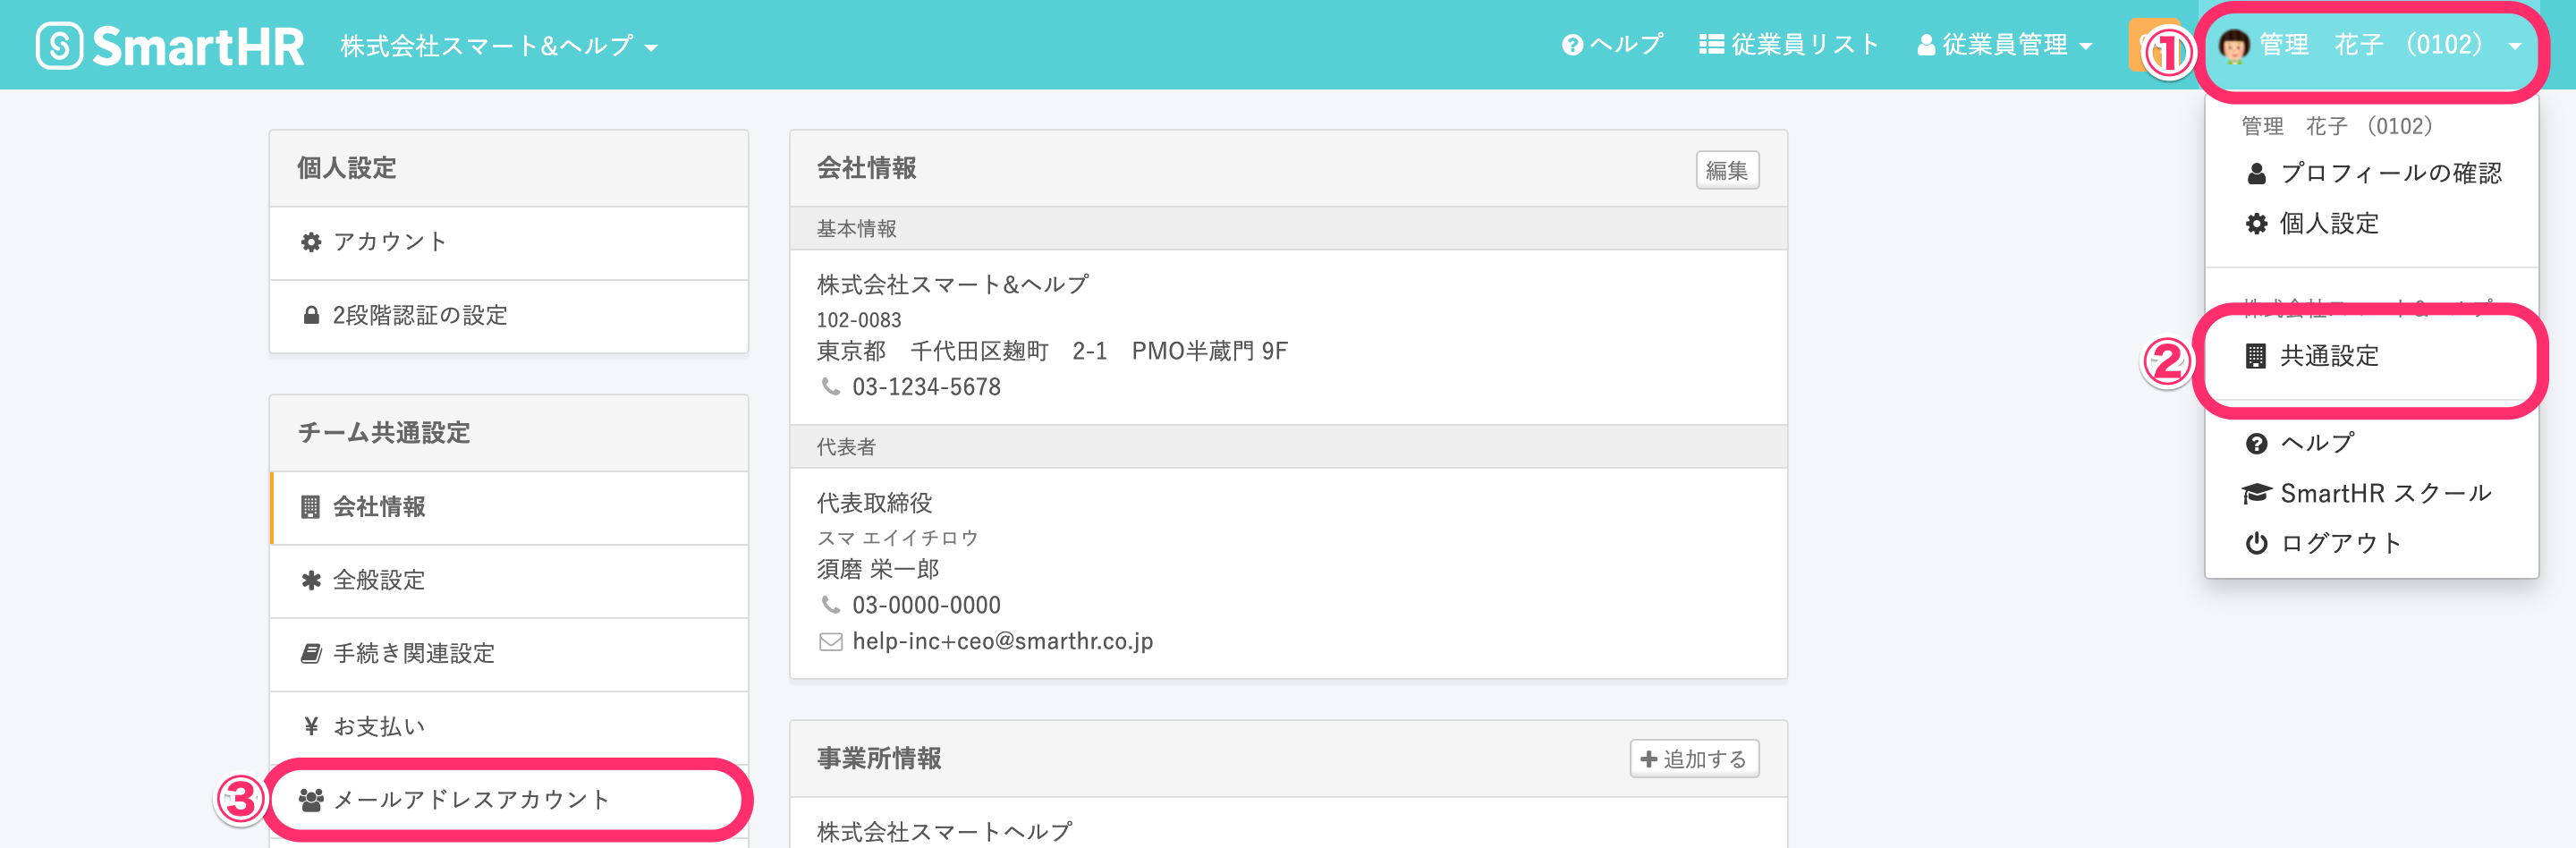 SmartHR 株式会社スマート&ヘルプ ヘルプ 従業員リスト 従業員管理 ① 管理　花子 （0102）
管理　花子 （0102）
プロフィールの確認
個人設定
株式会社スマート&ヘルプ
② 共通設定
ヘルプ
SmartHR スクール
ログアウト
個人設定
アカウント
2段階認証の設定
チーム共通設定
会社情報
全般設定
手続き関連設定
¥ お支払い
③ メールアドレスアカウント
会社情報 編集
基本情報
株式会社スマート&ヘルプ
102-0083
東京都　千代田区麹町　2-1　PMO半蔵門 9F
03-1234-5678
代表者
代表取締役
スマ エイイチロウ
須磨 栄一郎
03-0000-0000
help-inc+ceo@smarthr.co.jp
事業所情報 +追加する
株式会社スマートヘルプ